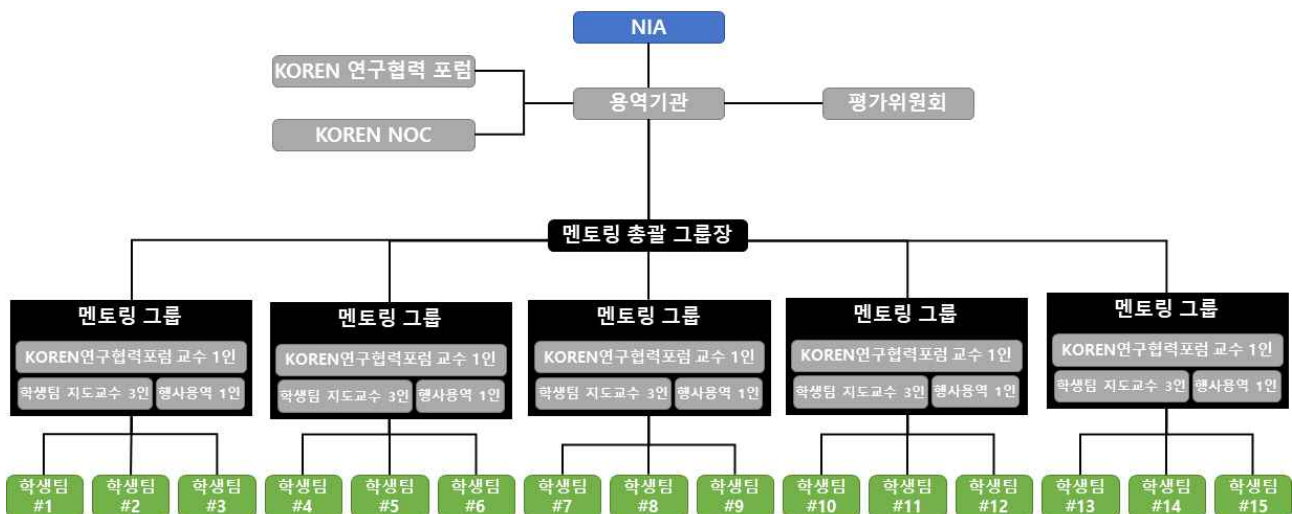 NIA
KOREN 연구협력 포럼
용역기관
평가위원회
KOREN NOC
멘토링 총괄 그룹장
멘토링 그룹
KOREN연구협력포럼 교수 1인
학생팀 지도교수 3인
행사용역 1인
멘토링 그룹
KOREN연구협력포럼 교수 1인
학생팀 지도교수 3인
행사용역 1인
멘토링 그룹
KOREN연구협력포럼 교수 1인
학생팀 지도교수 3인
행사용역 1인
멘토링 그룹
KOREN연구협력포럼 교수 1인
학생팀 지도교수 3인
행사용역 1인
멘토링 그룹
KOREN연구협력포럼 교수 1인
학생팀 지도교수 3인
행사용역 1인
학생팀
#1
학생팀
#2
학생팀
#3
학생팀
#4
학생팀
#5
학생팀
#6
학생팀
#7
학생팀
#8
학생팀
#9
학생팀
#10
학생팀
#11
학생팀
#12
학생팀
#13
학생팀
#14
학생팀
#15